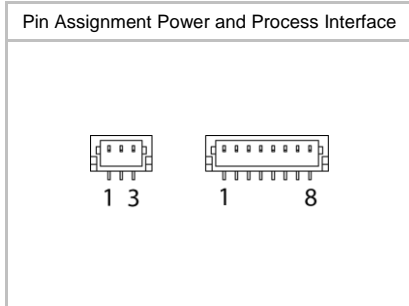 Pin Assignment Power and Process Interface
1 3 1 8